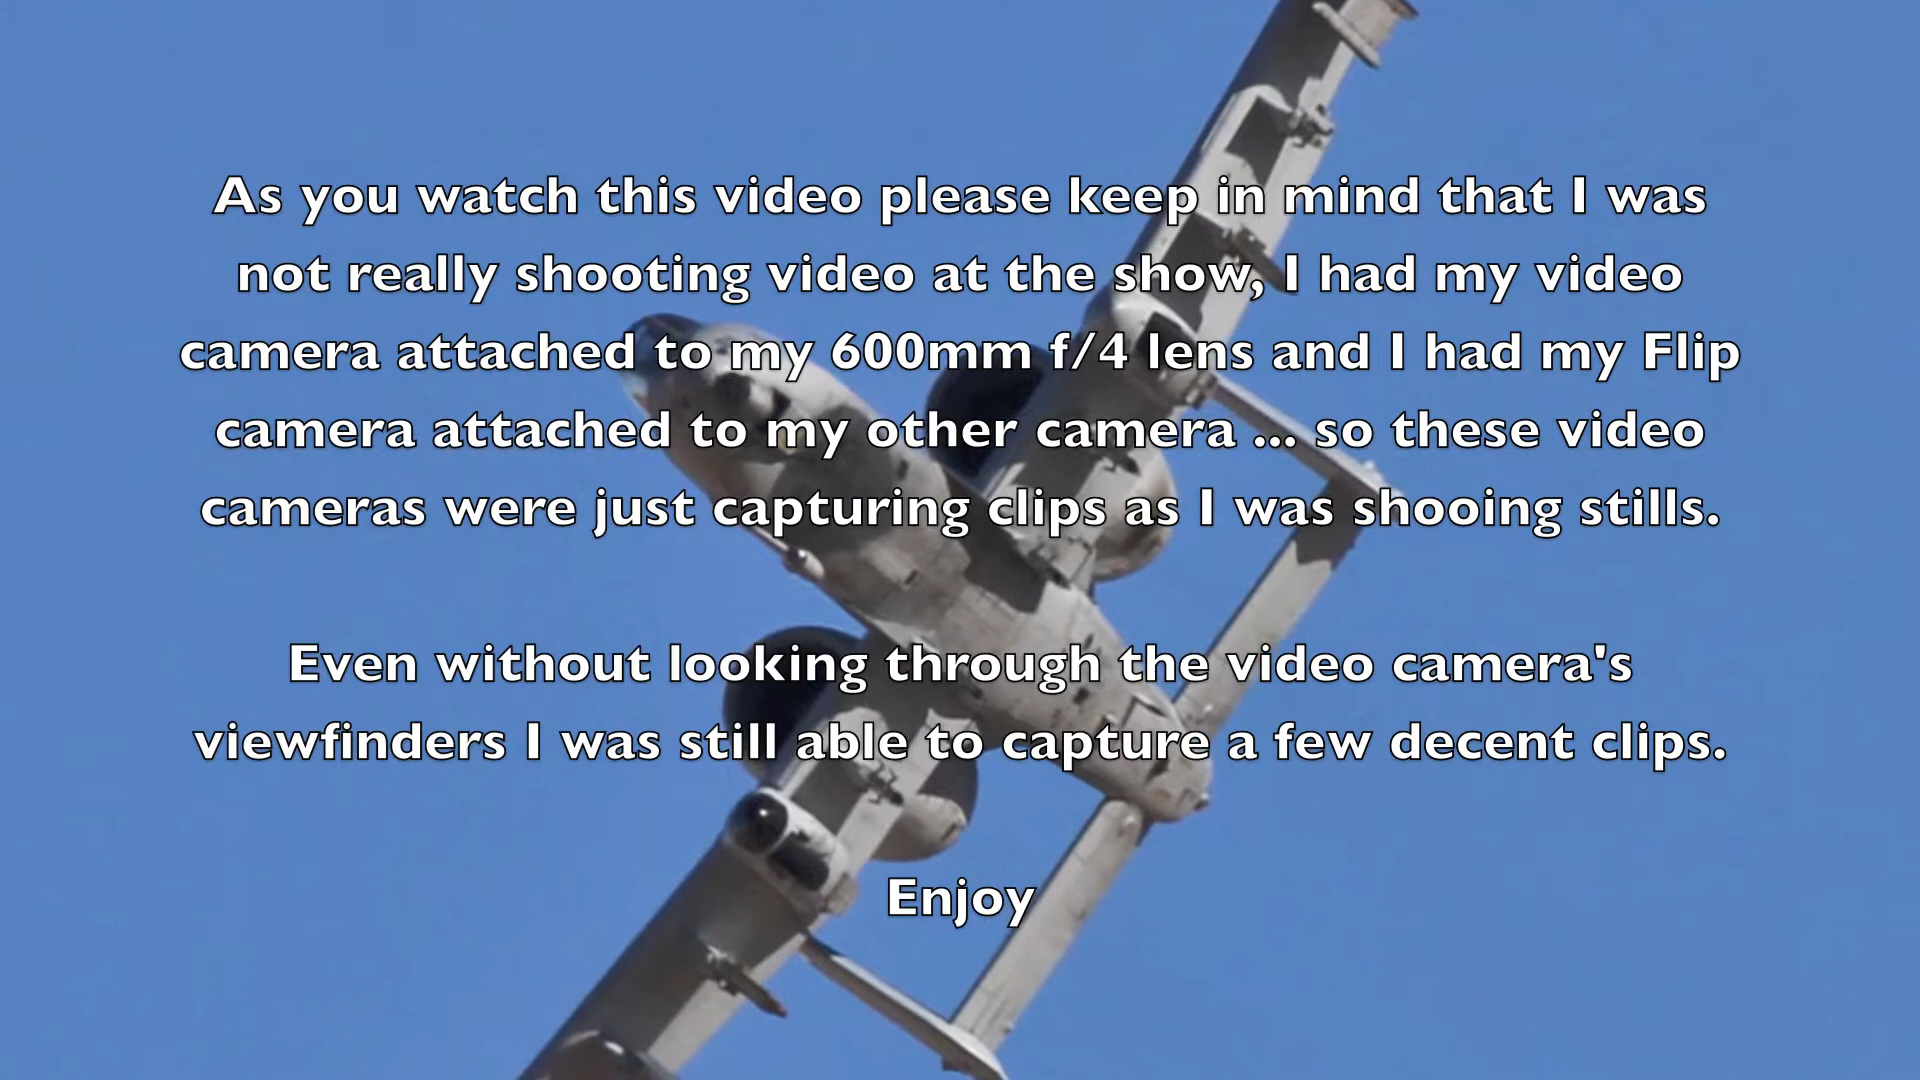 As you watch this video please keep in mind that I was
not really shooting video at the show, I had my video
camera attached to my 600mm f/4 lens and I had my Flip
camera attached to my other camera ... so these video
cameras were just capturing clips as I was shooing stills.
Even without looking through the video camera's
viewfinders I was still able to capture a few decent clips.
Enjoy